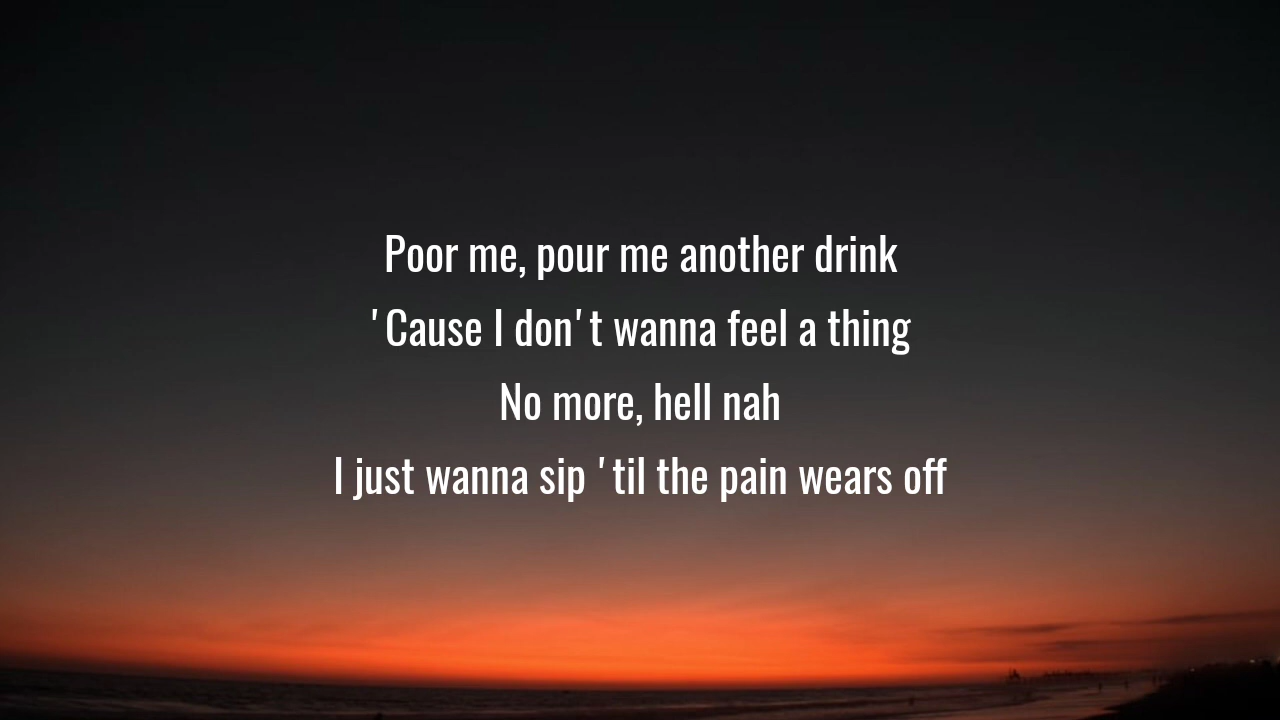 Poor me, pour me another drink
'Cause I don't wanna feel a thing
No more, hell nah
I just wanna sip 'til the pain wears off